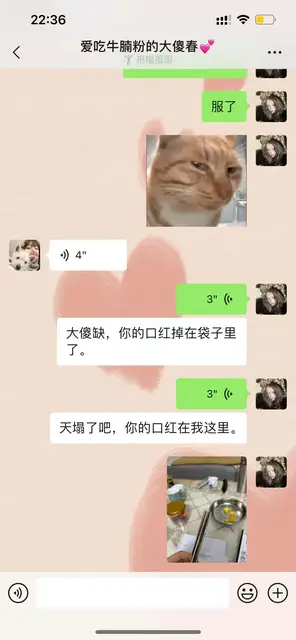 22:36
爱吃牛腩粉的大傻春💕
服了
4"
3"
大傻缺，你的口红掉在袋子里
了。
3"
天塌了吧，你的口红在我这里。